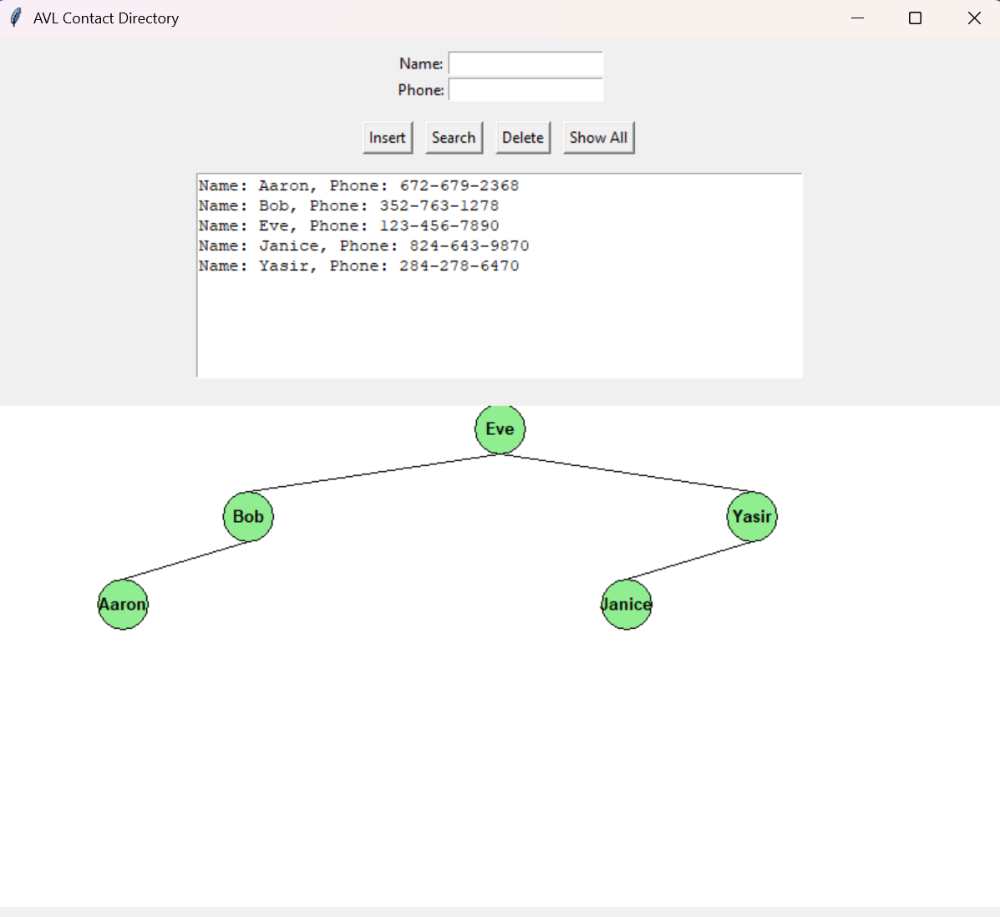 AVL Contact Directory
Name:
Phone:
Insert Search Delete Show All
Name: Aaron, Phone: 672-679-2368
Name: Bob, Phone: 352-763-1278
Name: Eve, Phone: 123-456-7890
Name: Janice, Phone: 824-643-9870
Name: Yasir, Phone: 284-278-6470
Eve
Bob Yasir
Aaron Janice